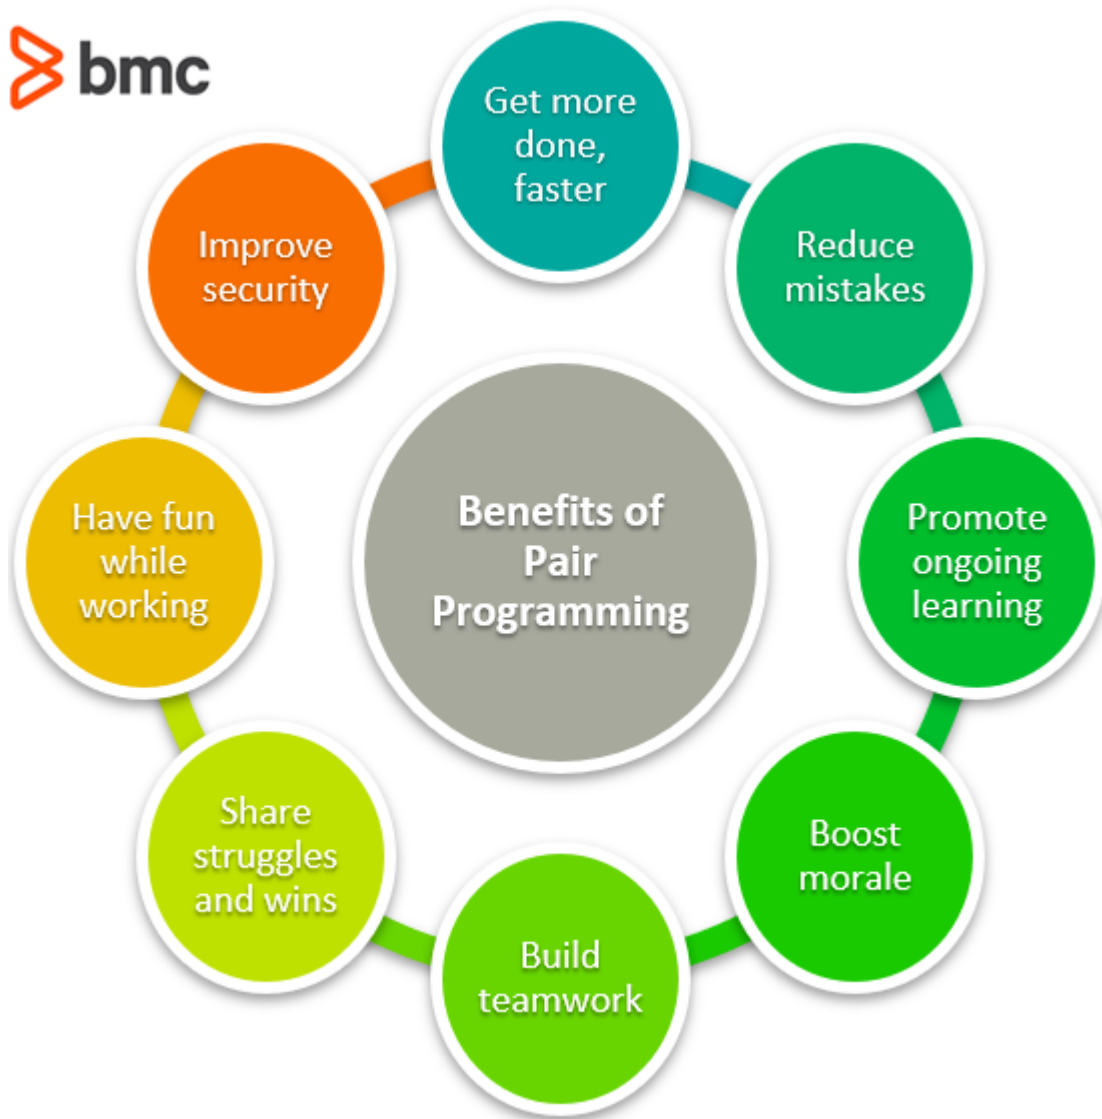 bmc
Get more
done,
faster
Reduce
mistakes
Promote
ongoing
learning
Boost
morale
Build
teamwork
Share
struggles
and wins
Have fun
while
working
Improve
security
Benefits of
Pair
Programming